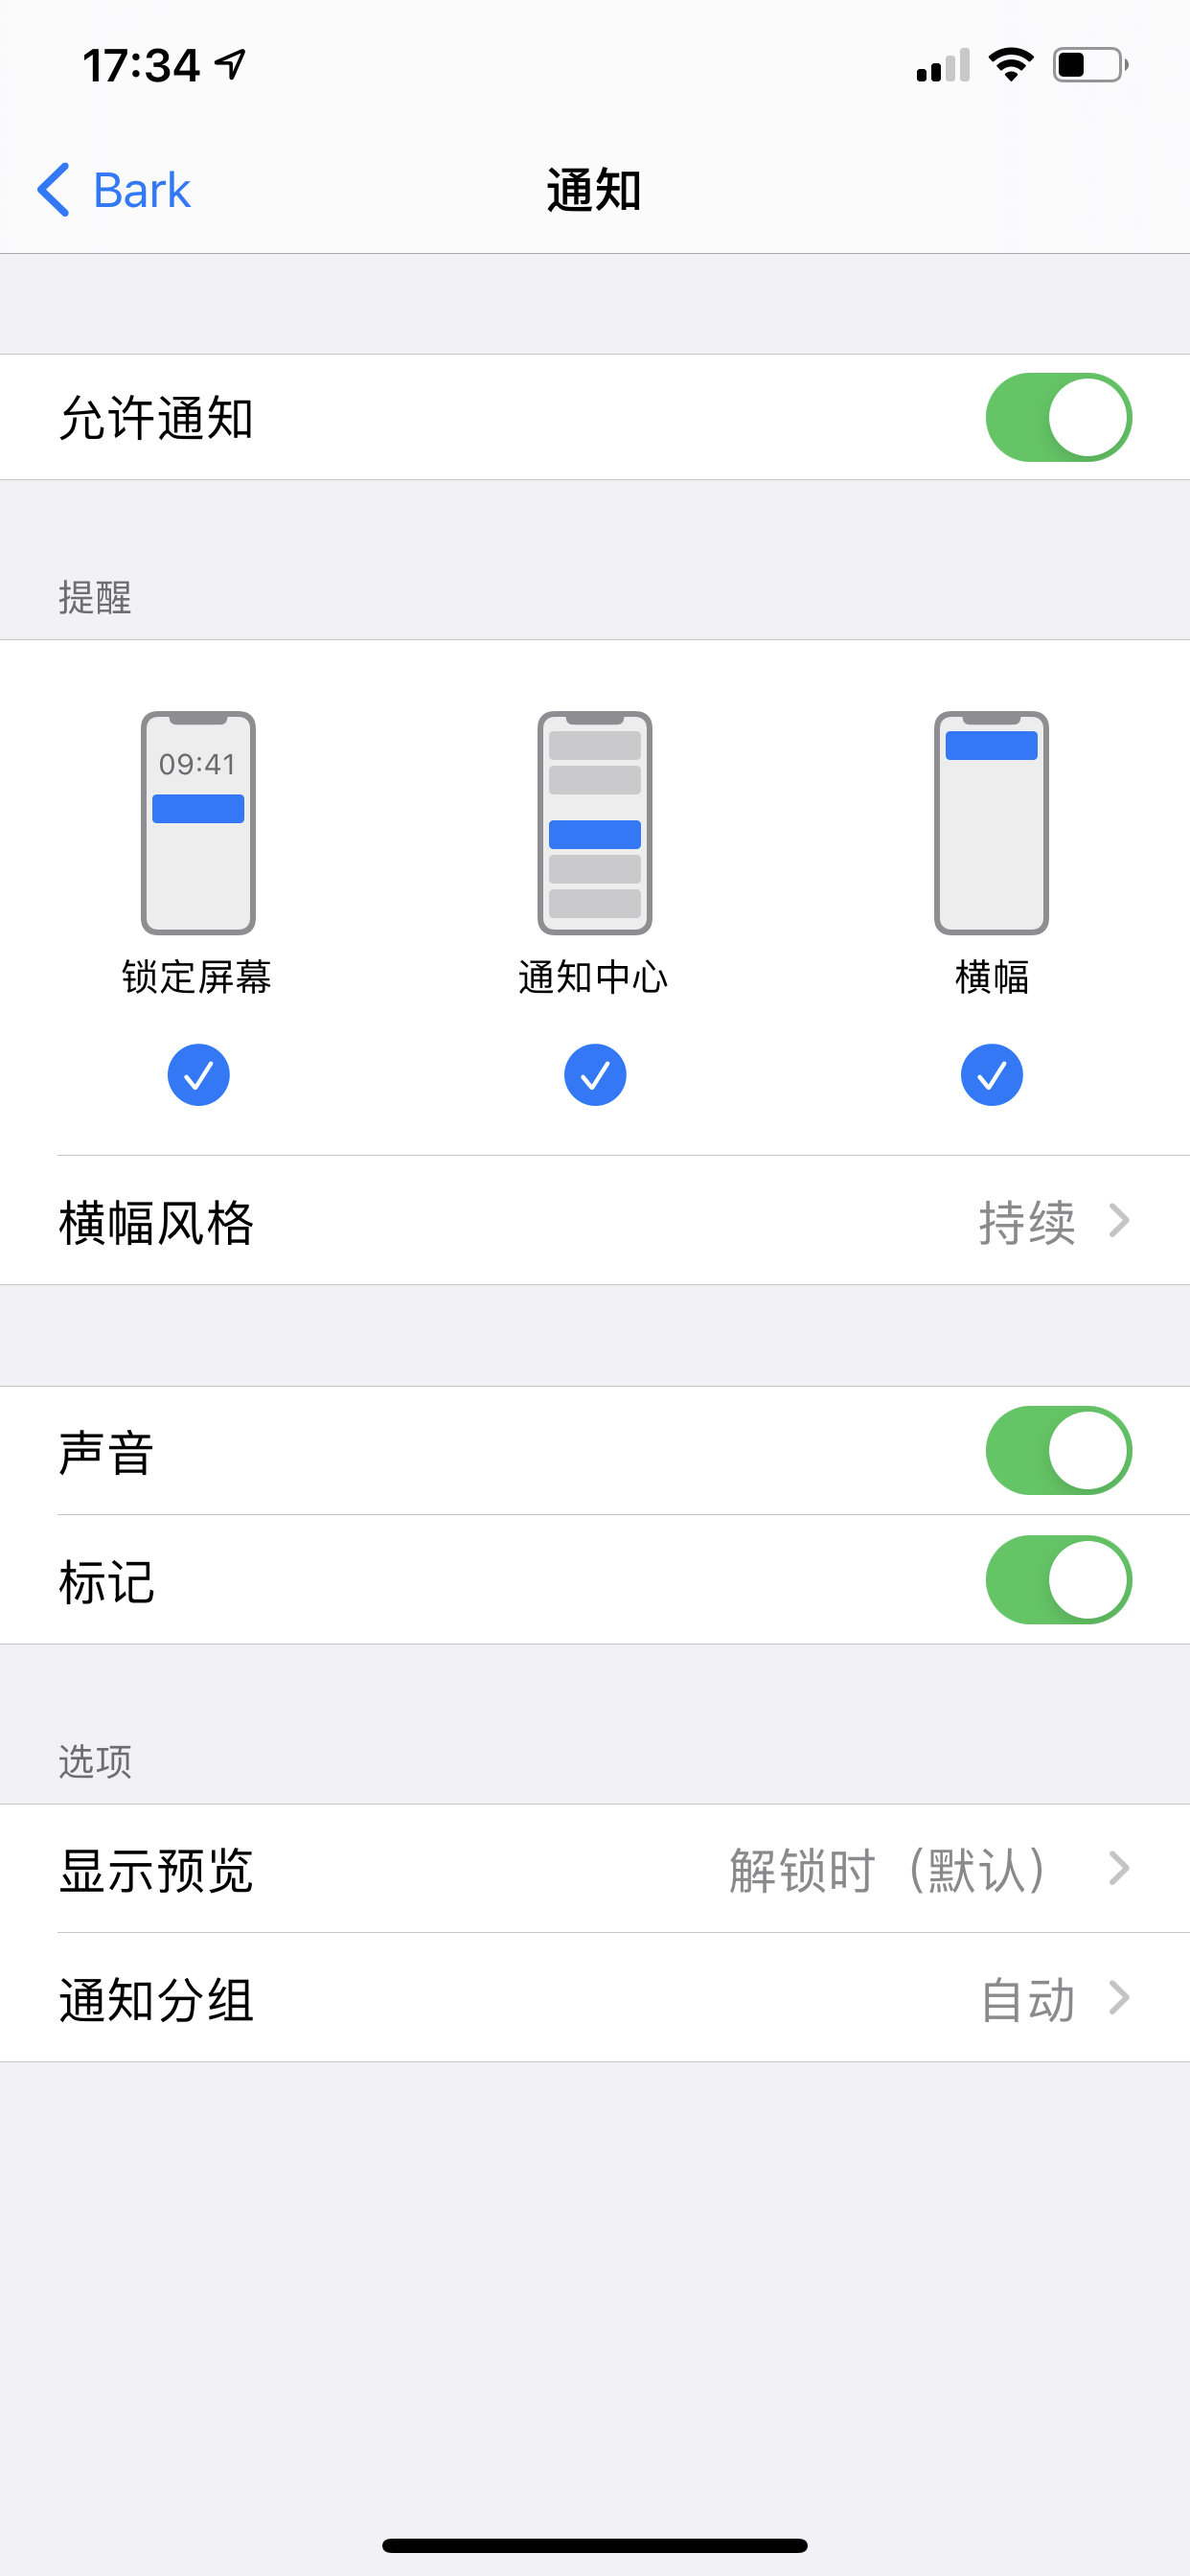 17:34
Bark
通知
允许通知
提醒
09:41
锁定屏幕 通知中心 横幅
横幅风格 持续
声音
标记
选项
显示预览 解锁时（默认）
通知分组 自动